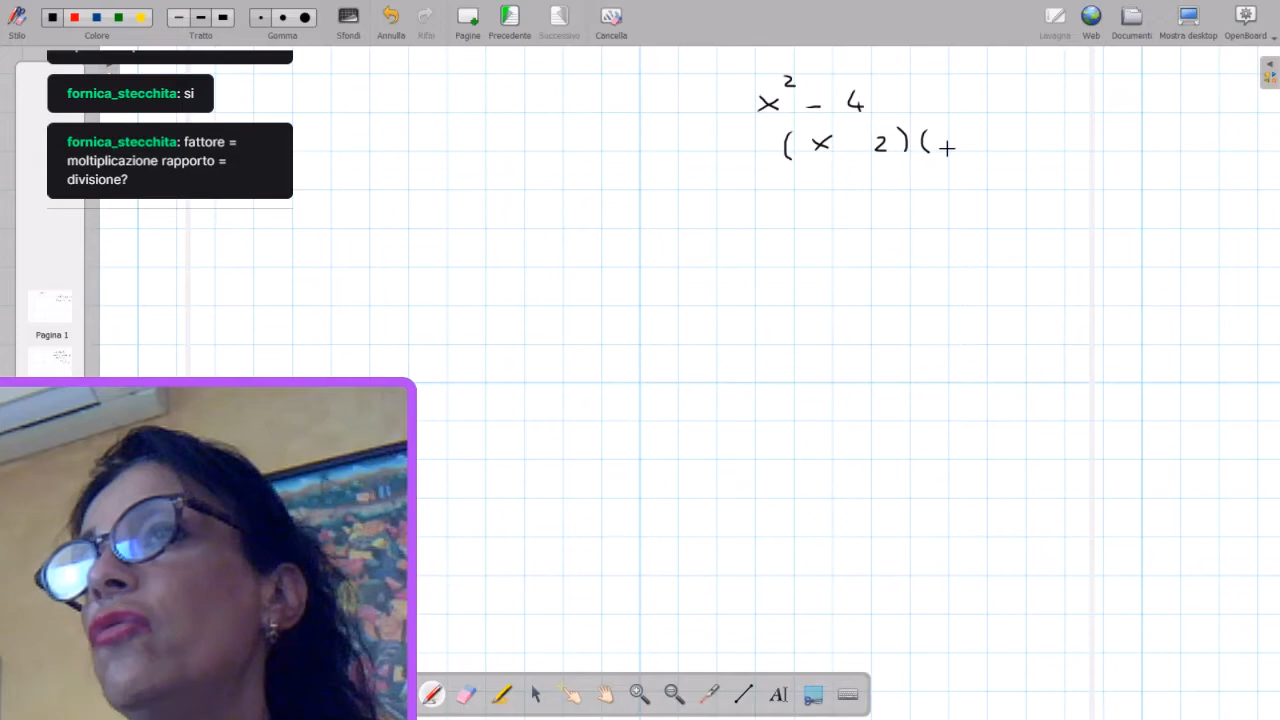 Stilo
Colore
Tratto
Gomma
Sfondi
Annulla
Rifai
Pagine
Precedente
Successivo
Cancella
Lavagna
Web
Documenti
Mostra desktop
OpenBoard
fornica_stecchita: si
fornica_stecchita: fattore =
moltiplicazione rapporto =
divisione?
x² - 4
( x 2)(
Pagina 1
AI